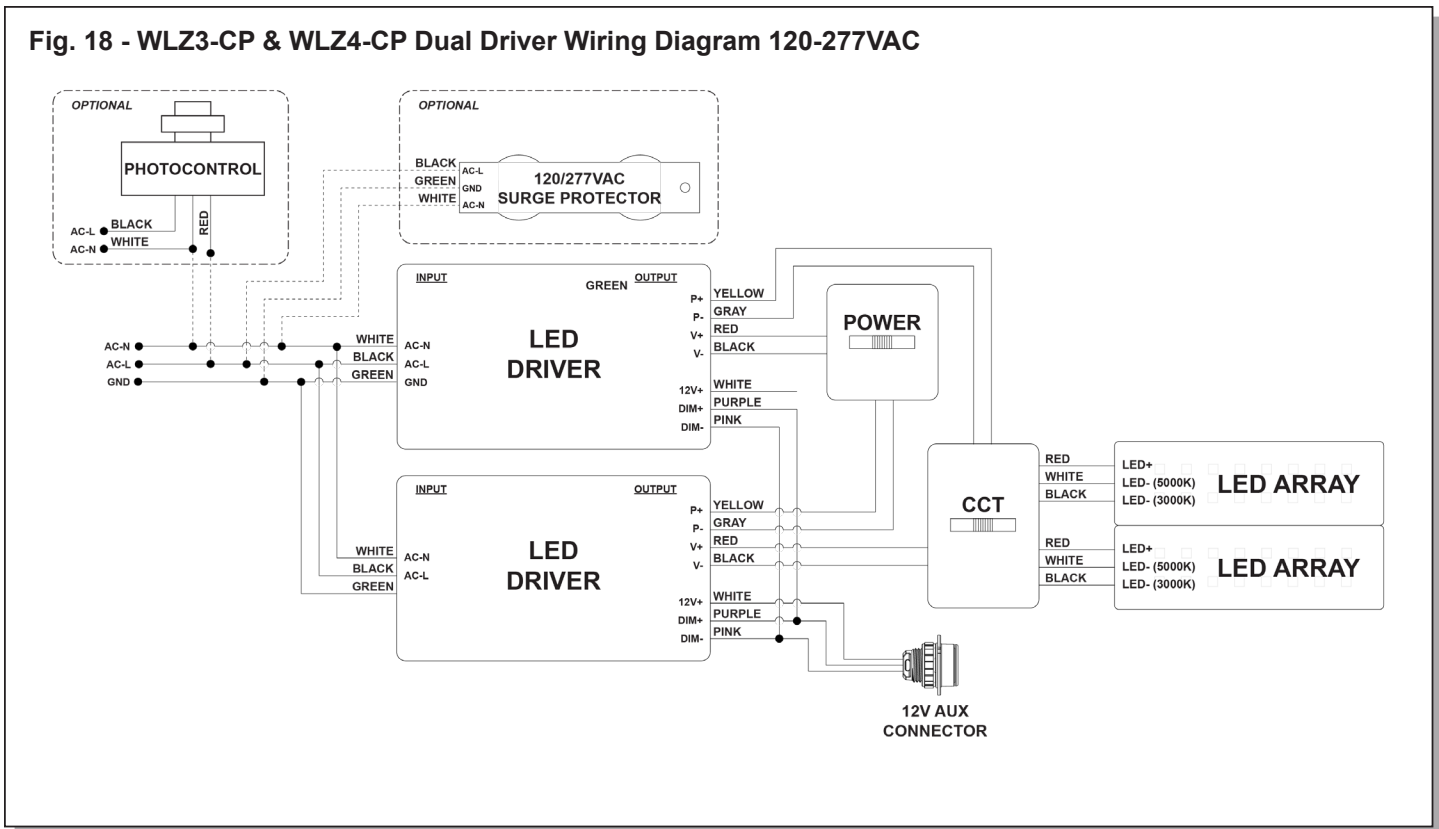 Fig. 18 - WLZ3-CP & WLZ4-CP Dual Driver Wiring Diagram 120-277VAC
OPTIONAL
PHOTOCONTROL
RED
AC-L BLACK
AC-N WHITE
OPTIONAL
BLACK AC-L
GREEN GND
WHITE AC-N
120/277VAC
SURGE PROTECTOR
AC-N
AC-L
GND
INPUT
GREEN OUTPUT
LED
DRIVER
WHITE AC-N
BLACK AC-L
GREEN GND
P+ YELLOW
P- GRAY
V+ RED
V- BLACK
12V+ WHITE
DIM+ PURPLE
DIM- PINK
POWER
INPUT
OUTPUT
LED
DRIVER
WHITE AC-N
BLACK AC-L
GREEN
P+ YELLOW
P- GRAY
V+ RED
V- BLACK
12V+ WHITE
DIM+ PURPLE
DIM- PINK
CCT
RED LED+
WHITE LED- (5000K)
BLACK LED- (3000K)
LED ARRAY
RED LED+
WHITE LED- (5000K)
BLACK LED- (3000K)
LED ARRAY
12V AUX
CONNECTOR